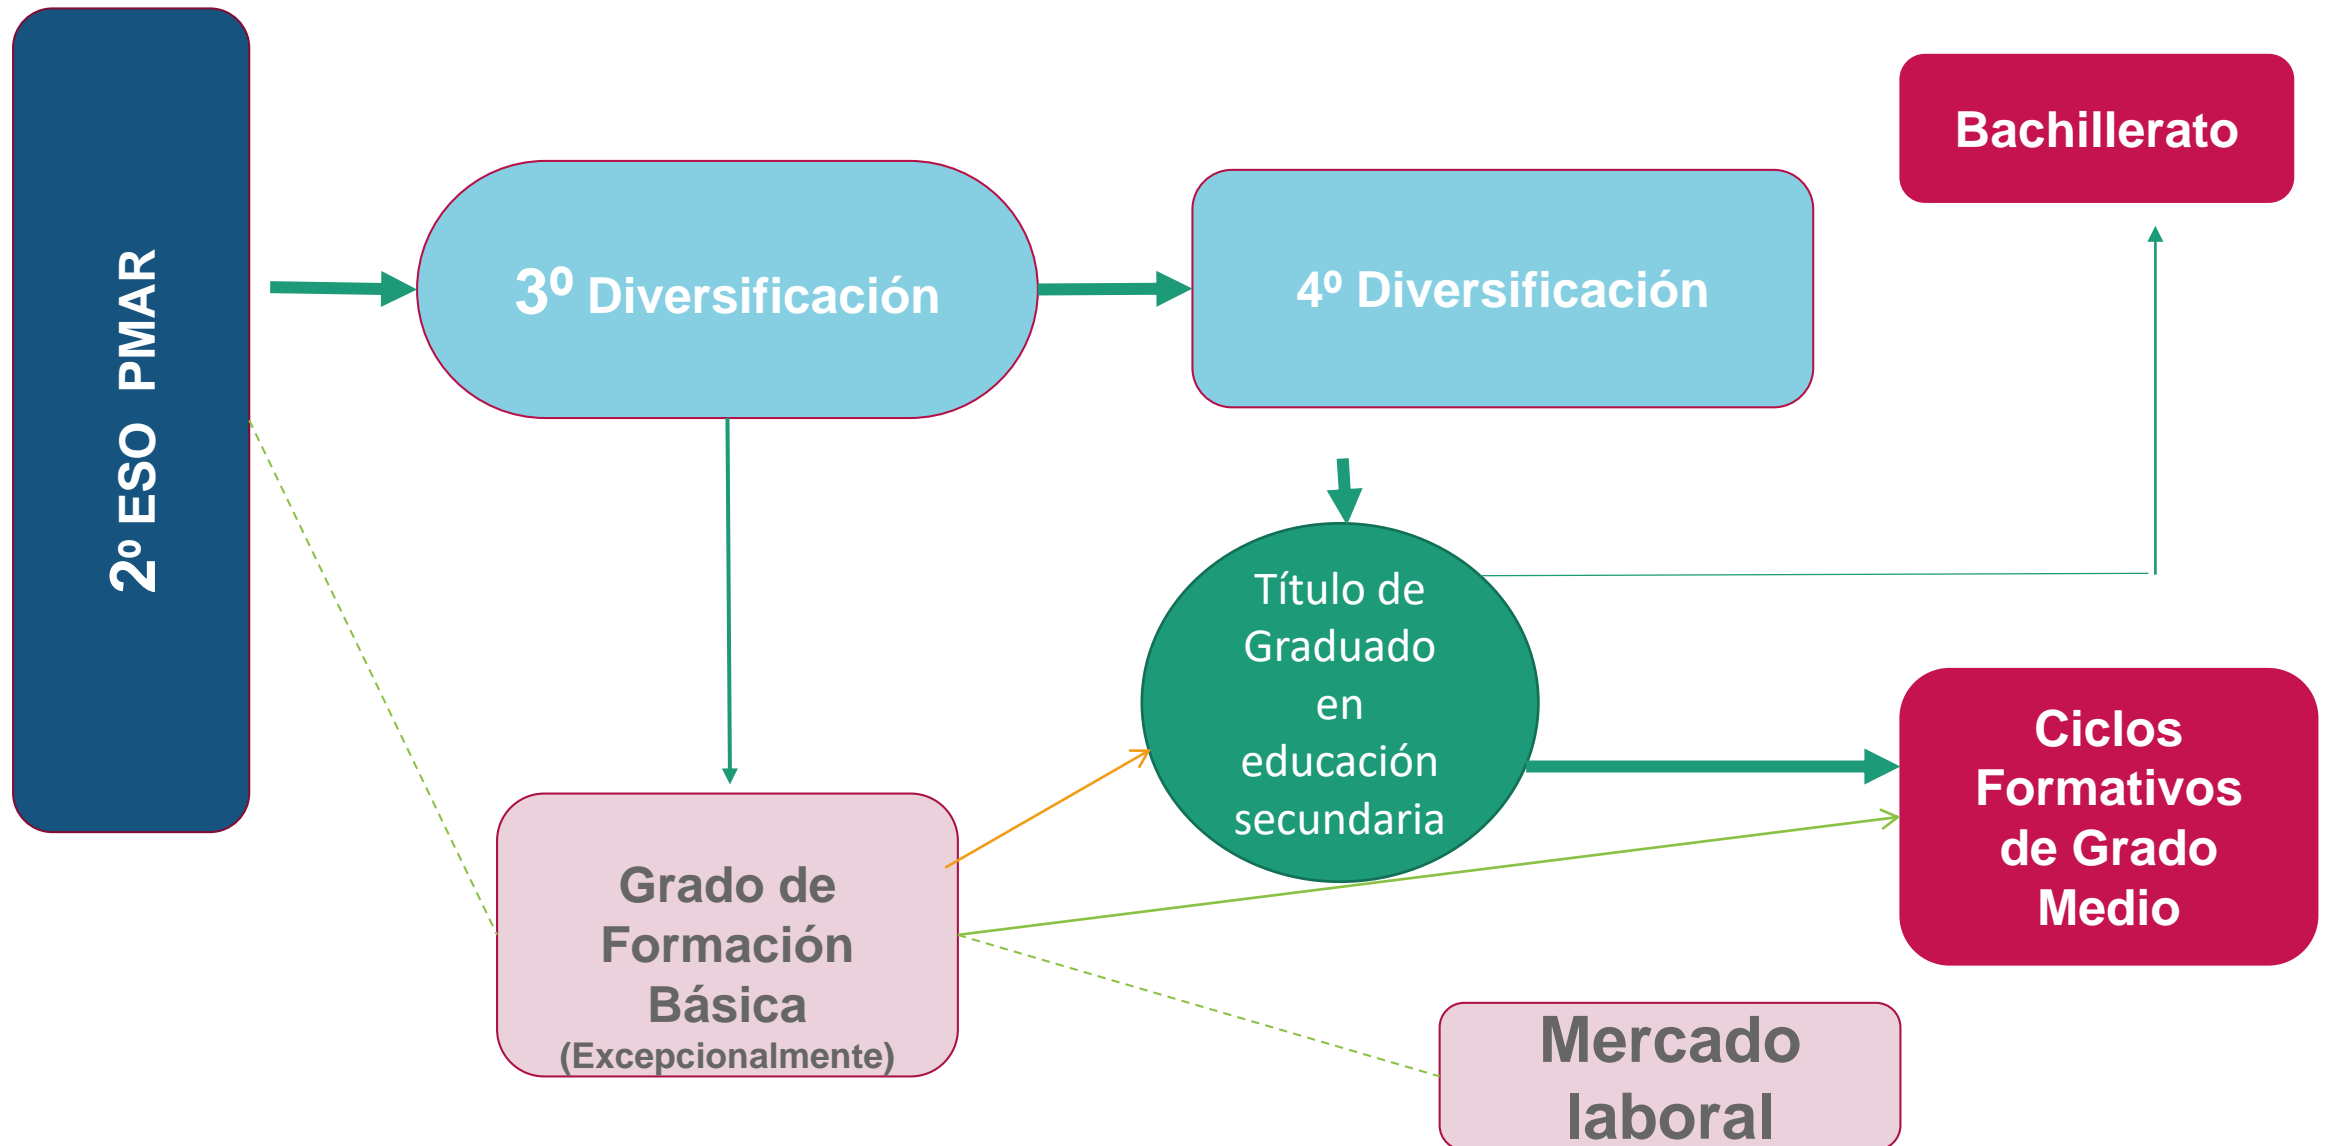 2º ESO PMAR
3º Diversificación
4º Diversificación
Bachillerato
Título de
Graduado
en
educación
secundaria
Ciclos
Formativos
de Grado
Medio
Grado de
Formación
Básica
(Excepcionalmente)
Mercado
laboral